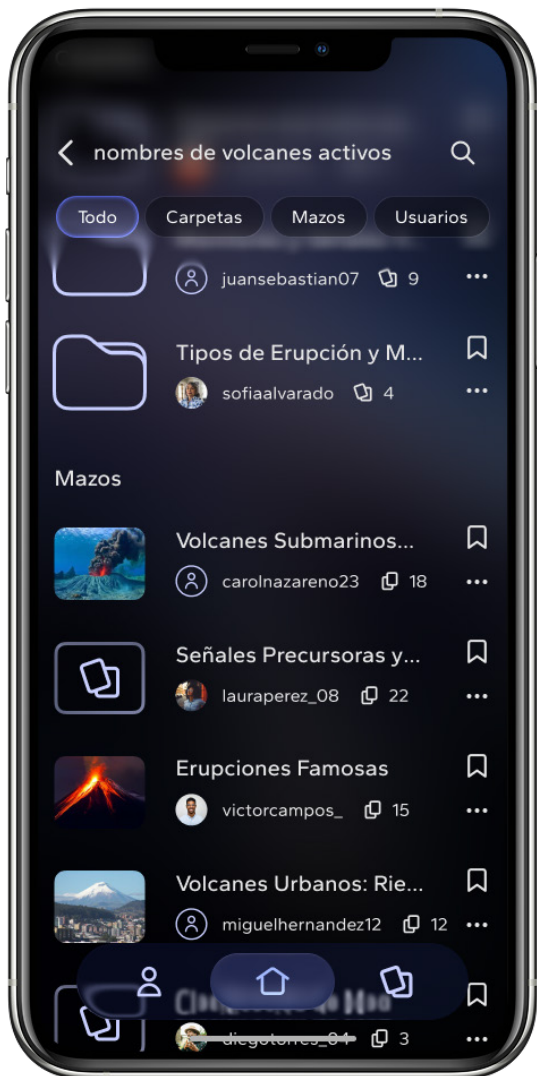 nombres de volcanes activos
Todo
Carpetas
Mazos
Usuarios
juansebastian07 9
Tipos de Erupción y M...
sofiaalvarado 4
Mazos
Volcanes Submarinos...
carolnazareno23 18
Señales Precursoras y...
lauraperez_08 22
Erupciones Famosas
victorcampos_ 15
Volcanes Urbanos: Rie...
miguelhernandez12 12
diegotorres_84 3